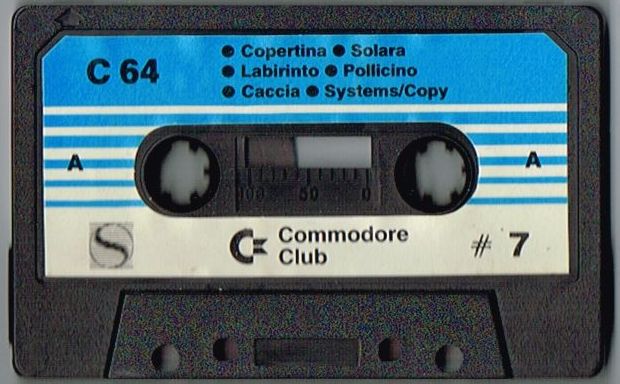 C 64
● Copertina ● Solara
● Labirinto ● Pollicino
● Caccia ● Systems/Copy
A
A
100 50 0
S
Commodore
Club
# 7